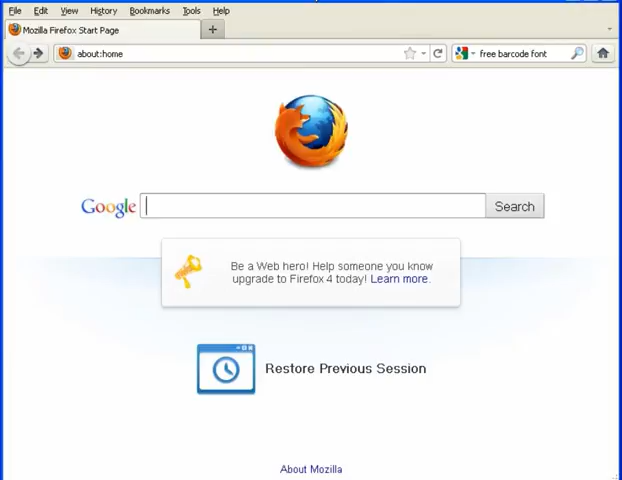 File Edit View History Bookmarks Tools Help
Mozilla Firefox Start Page
about:home
free barcode font
Google
Search
Be a Web hero! Help someone you know
upgrade to Firefox 4 today! Learn more.
Restore Previous Session
About Mozilla